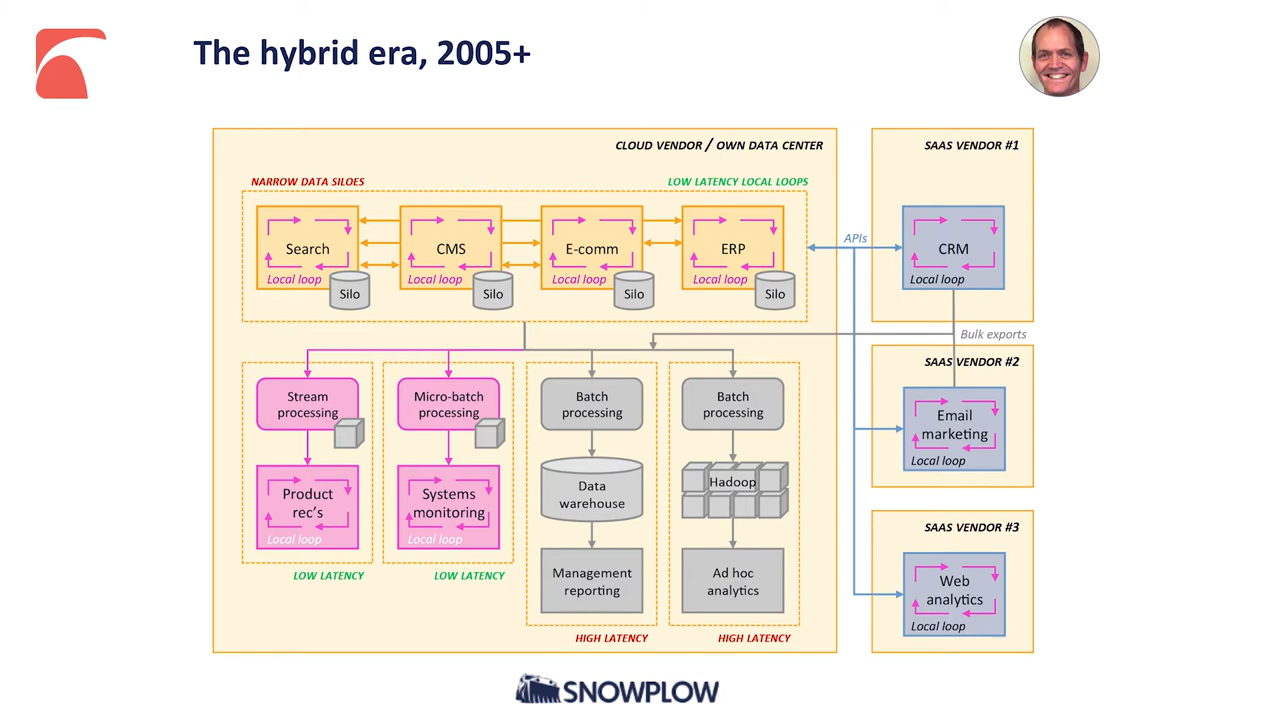 The hybrid era, 2005+
CLOUD VENDOR / OWN DATA CENTER
SAAS VENDOR #1
NARROW DATA SILOES
LOW LATENCY LOCAL LOOPS
Search
Local loop
Silo
CMS
Local loop
Silo
E-comm
Local loop
Silo
ERP
Local loop
Silo
APIs
CRM
Local loop
Bulk exports
Stream
processing
Product
rec's
Local loop
LOW LATENCY
Micro-batch
processing
Systems
monitoring
Local loop
LOW LATENCY
Batch
processing
Data
warehouse
Management
reporting
HIGH LATENCY
Batch
processing
Hadoop
Ad hoc
analytics
HIGH LATENCY
SAAS VENDOR #2
Email
marketing
Local loop
SAAS VENDOR #3
Web
analytics
Local loop
SNOWPLOW